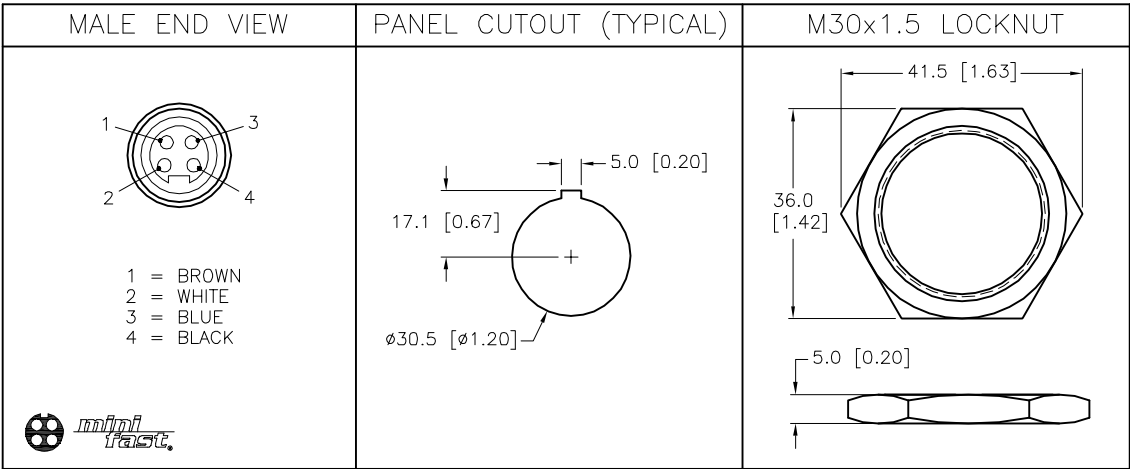 MALE END VIEW
PANEL CUTOUT (TYPICAL)
M30x1.5 LOCKNUT
1
3
2
4
1 = BROWN
2 = WHITE
3 = BLUE
4 = BLACK
mini
fast®
5.0 [0.20]
17.1 [0.67]
ø30.5 [ø1.20]
41.5 [1.63]
36.0
[1.42]
5.0 [0.20]